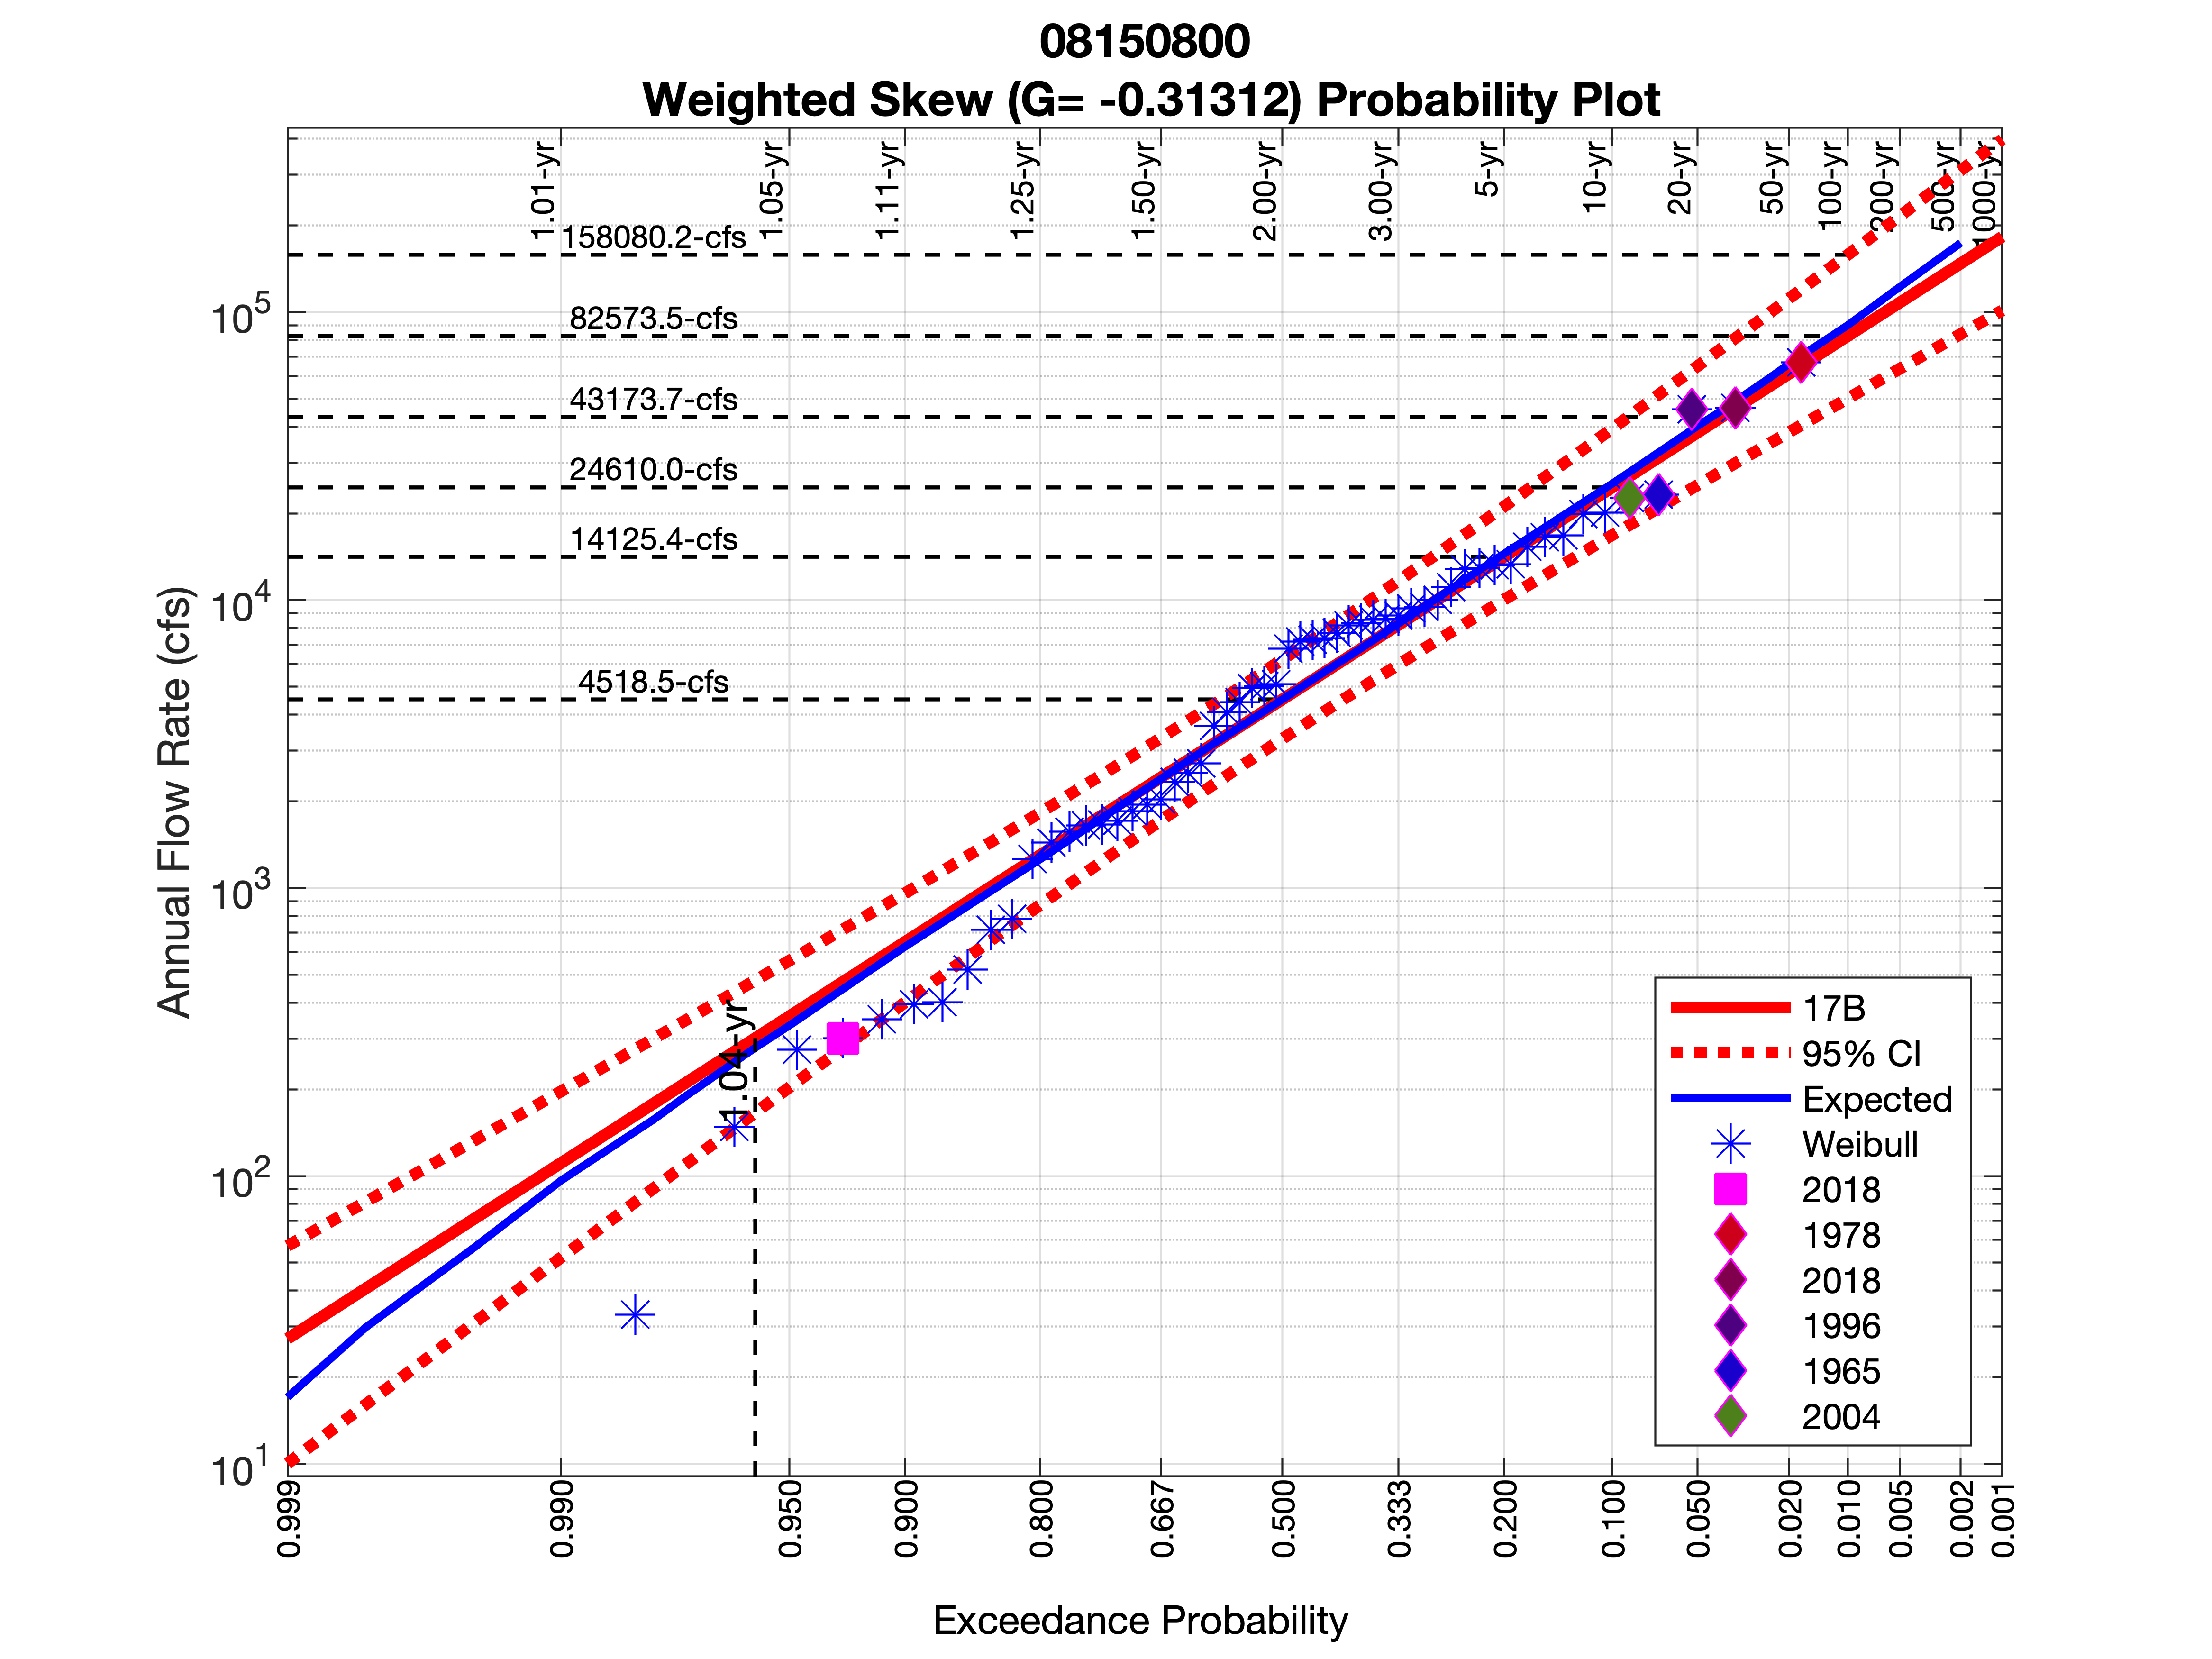 08150800
Weighted Skew (G= -0.31312) Probability Plot
1.01-yr
1.05-yr
1.11-yr
1.25-yr
1.50-yr
2.00-yr
3.00-yr
5-yr
10-yr
20-yr
50-yr
100-yr
200-yr
500-yr
1000-yr
158080.2-cfs
82573.5-cfs
43173.7-cfs
24610.0-cfs
14125.4-cfs
4518.5-cfs
1.04-yr
Annual Flow Rate (cfs)
10^5
10^4
10^3
10^2
10^1
17B
95% CI
Expected
Weibull
2018
1978
2018
1996
1965
2004
0.999
0.990
0.950
0.900
0.800
0.667
0.500
0.333
0.200
0.100
0.050
0.020
0.010
0.005
0.002
0.001
Exceedance Probability